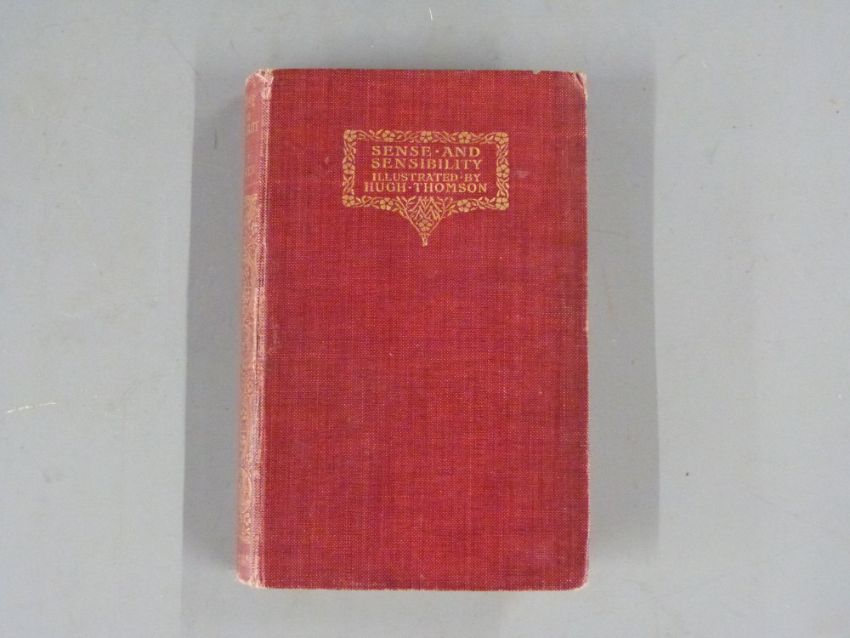 SENSE·AND
SENSIBILITY
ILLUSTRATED·BY
HUGH·THOMSON